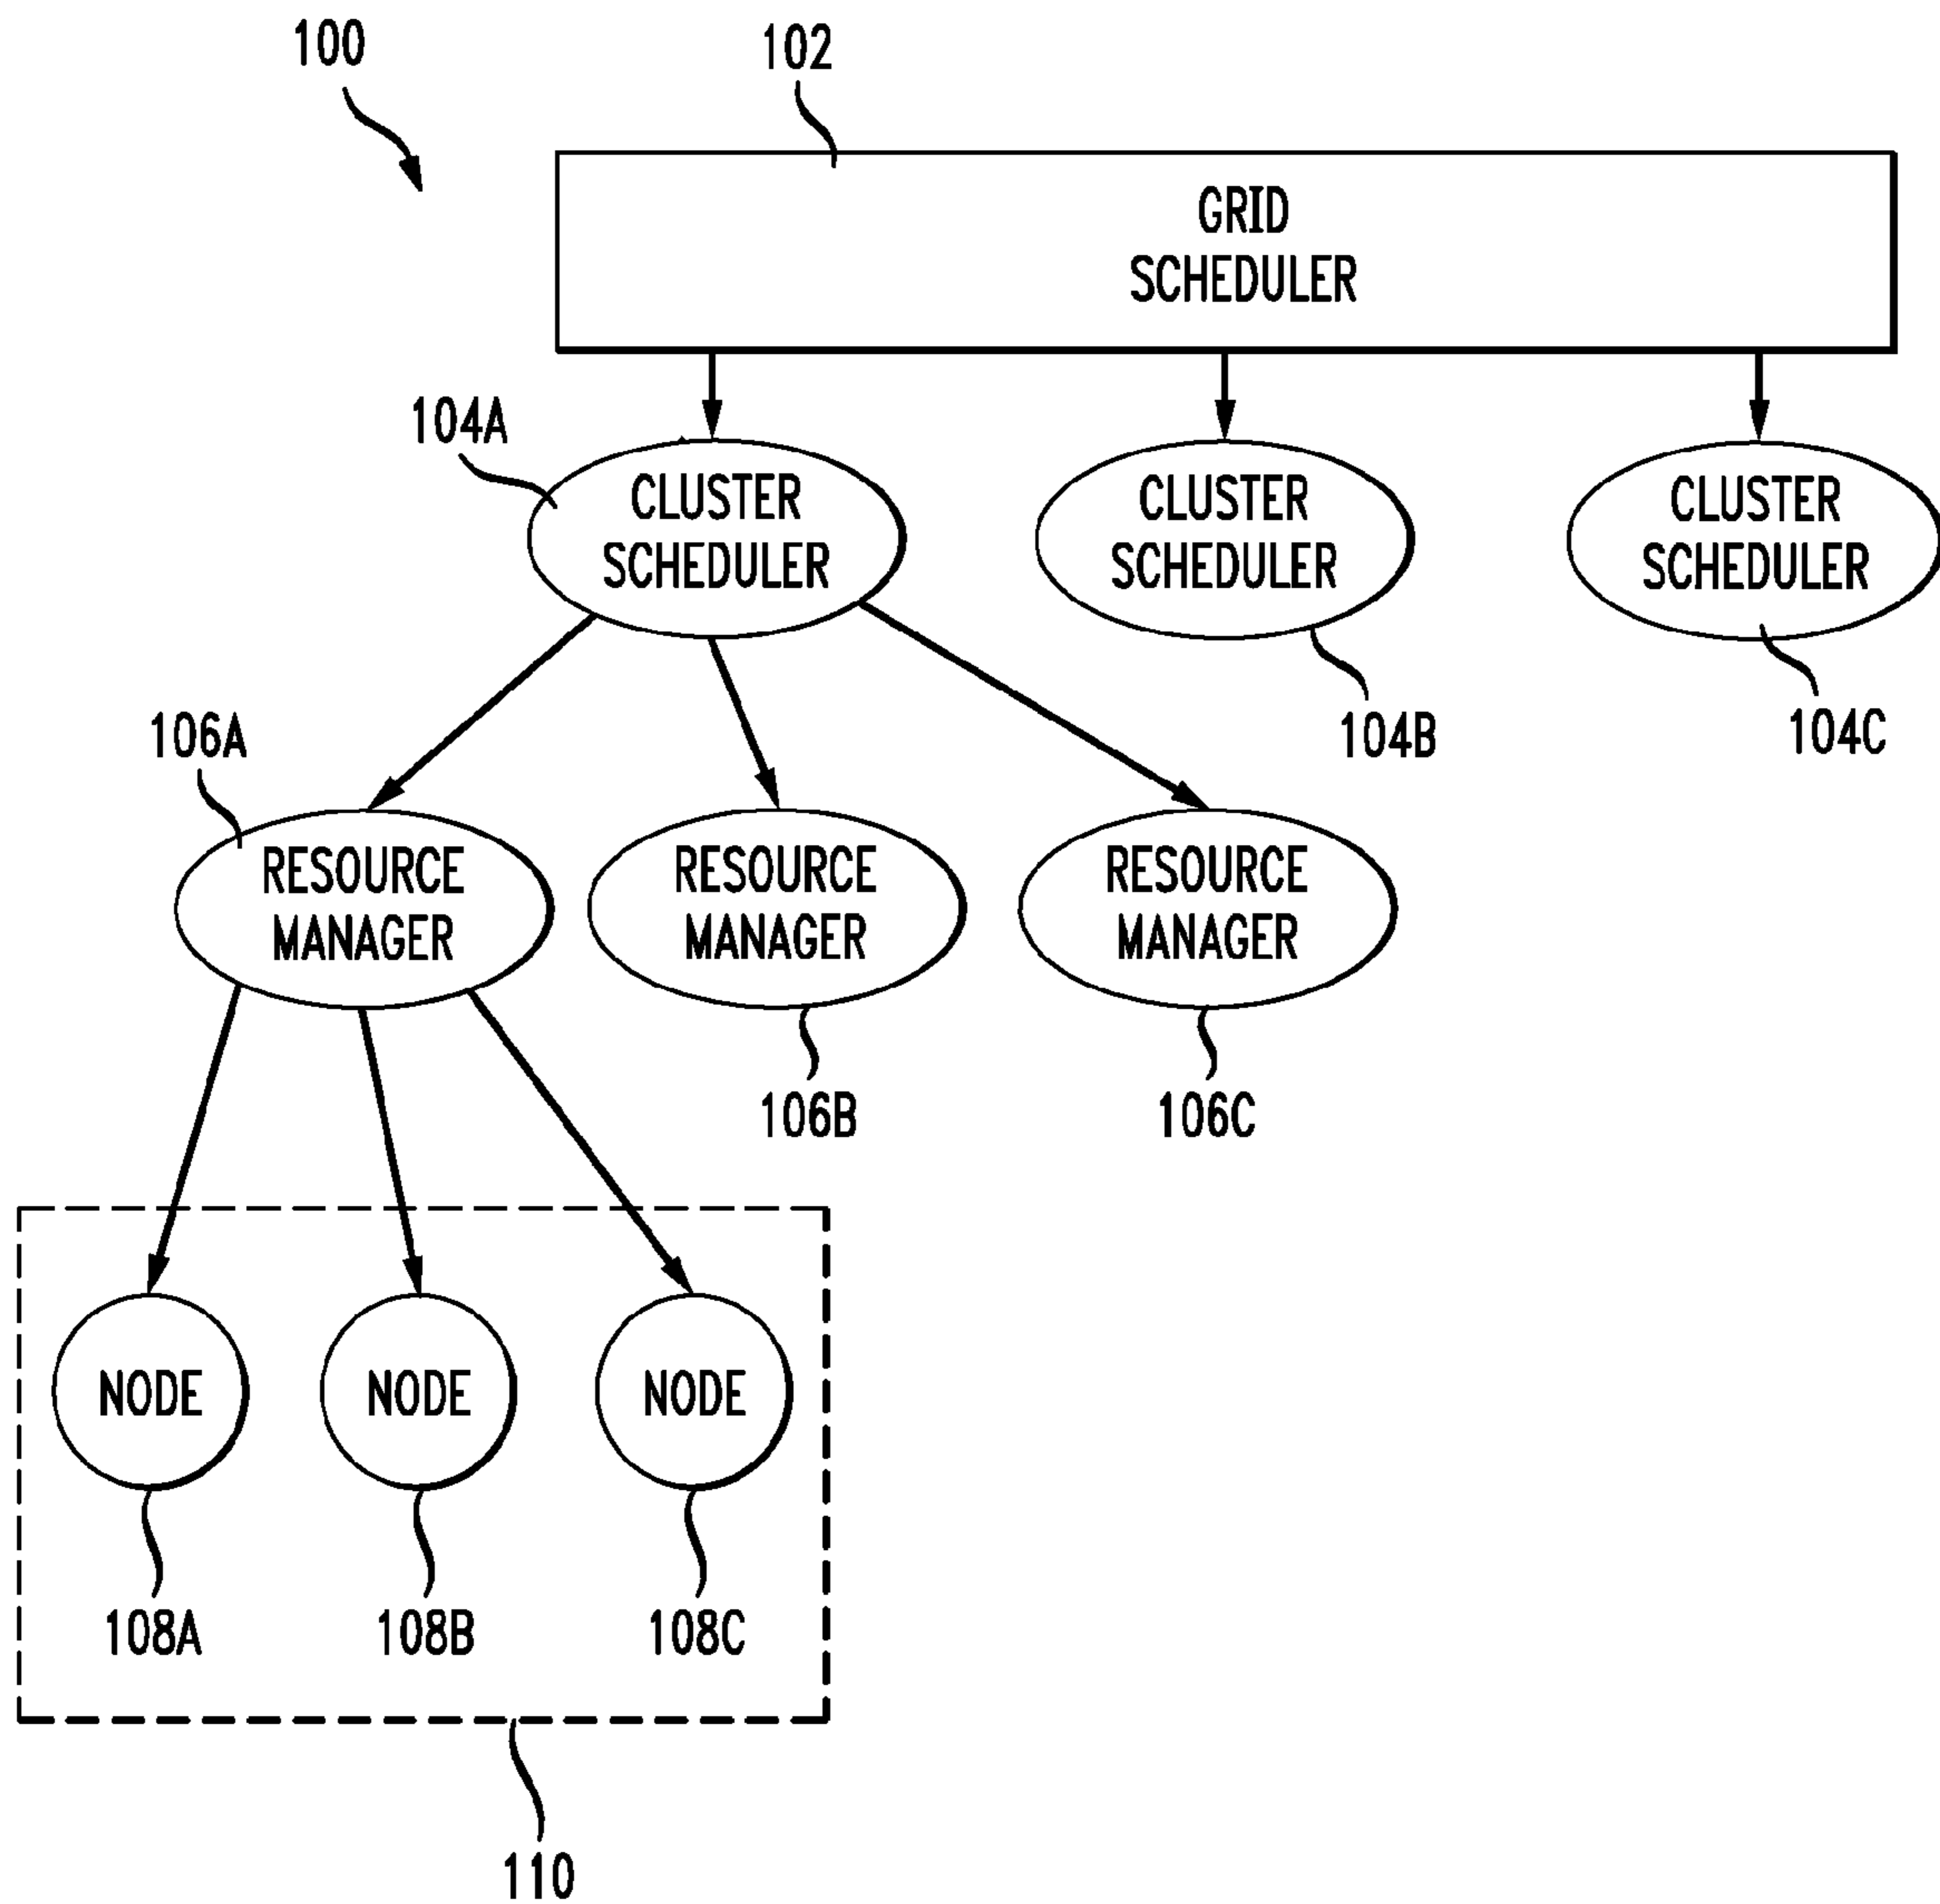 100
102
GRID
SCHEDULER
104A
CLUSTER
SCHEDULER
CLUSTER
SCHEDULER
CLUSTER
SCHEDULER
104B
104C
106A
RESOURCE
MANAGER
RESOURCE
MANAGER
RESOURCE
MANAGER
106B
106C
NODE
NODE
NODE
108A
108B
108C
110